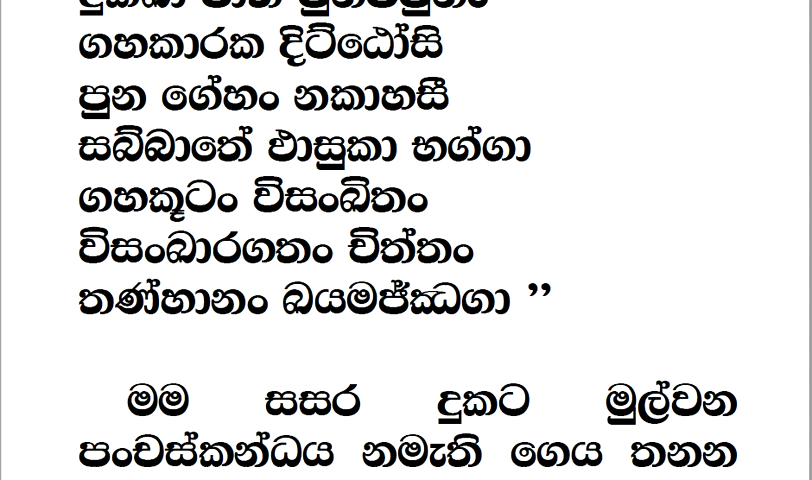 ගහකාරක දිට්ඨෝසි
පුන ගේහං නකාහසී
සබ්බාතේ ඵාසුකා භග්ගා
ගහකූටං විසංඛිතං
විසංඛාරගතං චිත්තං
තණ්හානං ඛයමජ්ඣගා ’’
මම සසර දුකට මුල්වන
පංචස්කන්ධය නමැති ගෙය තනන